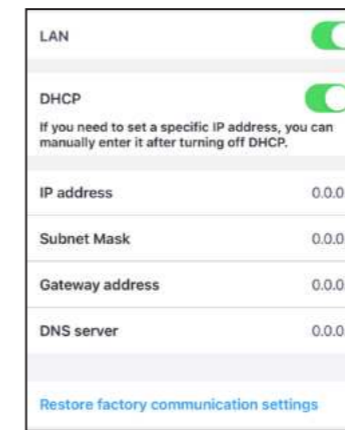 LAN
DHCP
If you need to set a specific IP address, you can
manually enter it after turning off DHCP.
IP address 0.0.0
Subnet Mask 0.0.0
Gateway address 0.0.0
DNS server 0.0.0
Restore factory communication settings